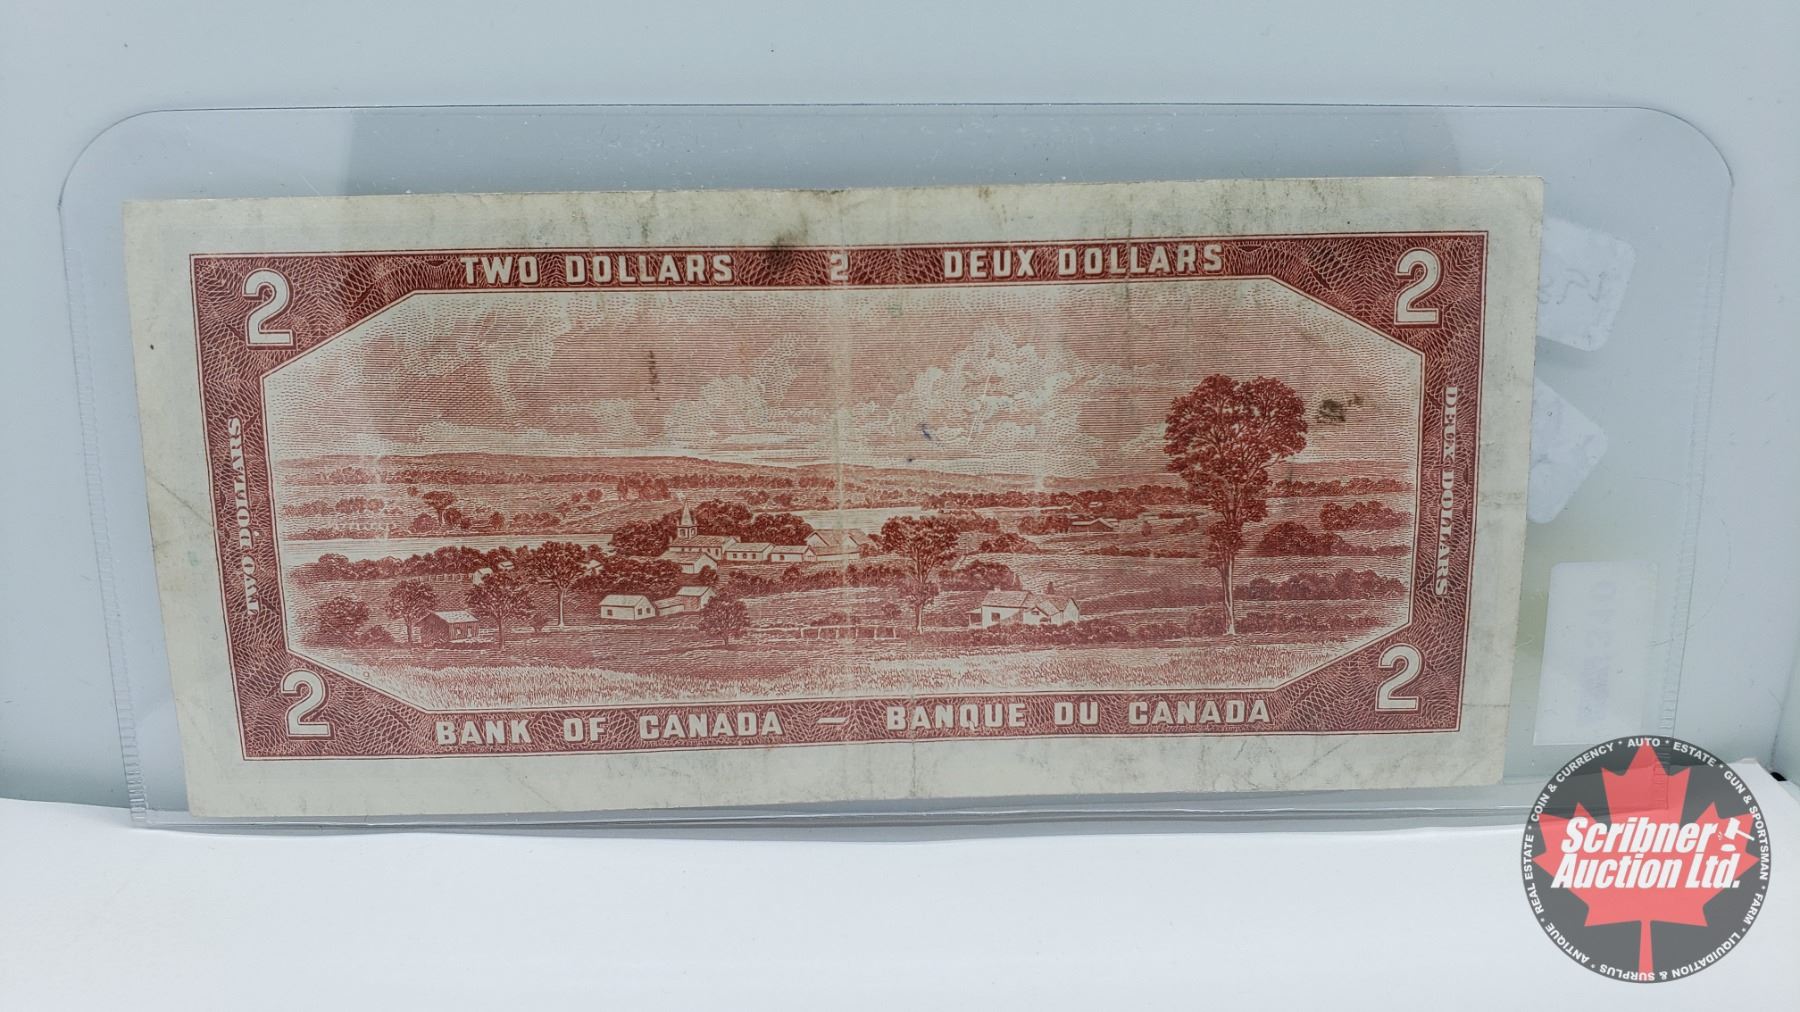 TWO DOLLARS 2 DEUX DOLLARS
2 2
TWO DOLLARS
DEUX DOLLARS
2 2
BANK OF CANADA – BANQUE DU CANADA
Scribner
Auction Ltd.
COIN & CURRENCY * AUTO * ESTATE * GUN & SPORTSMAN * FARM * LIQUIDATION & SURPLUS * ANTIQUE * REAL ESTATE *